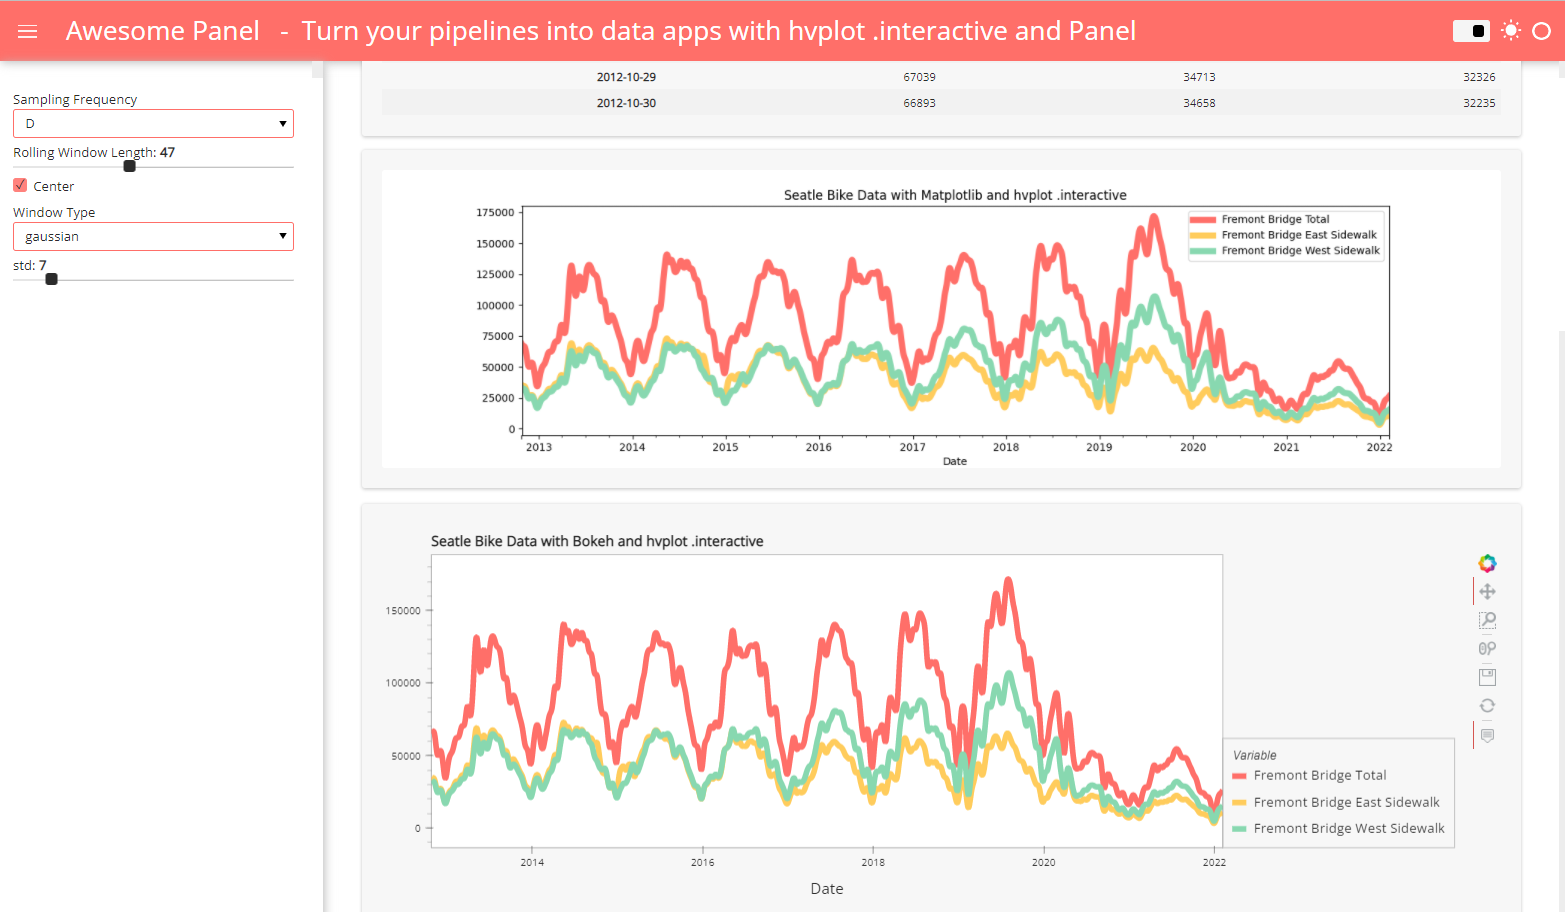 Awesome Panel - Turn your pipelines into data apps with hvplot .interactive and Panel
Sampling Frequency
D
Rolling Window Length: 47
Center
Window Type
gaussian
std: 7
2012-10-29 67039 34713 32326
2012-10-30 66893 34658 32235
Seatle Bike Data with Matplotlib and hvplot .interactive
175000
150000
125000
100000
75000
50000
25000
0
Fremont Bridge Total
Fremont Bridge East Sidewalk
Fremont Bridge West Sidewalk
2013 2014 2015 2016 2017 2018 2019 2020 2021 2022
Date
Seatle Bike Data with Bokeh and hvplot .interactive
150000
100000
50000
0
Variable
Fremont Bridge Total
Fremont Bridge East Sidewalk
Fremont Bridge West Sidewalk
2014 2016 2018 2020 2022
Date